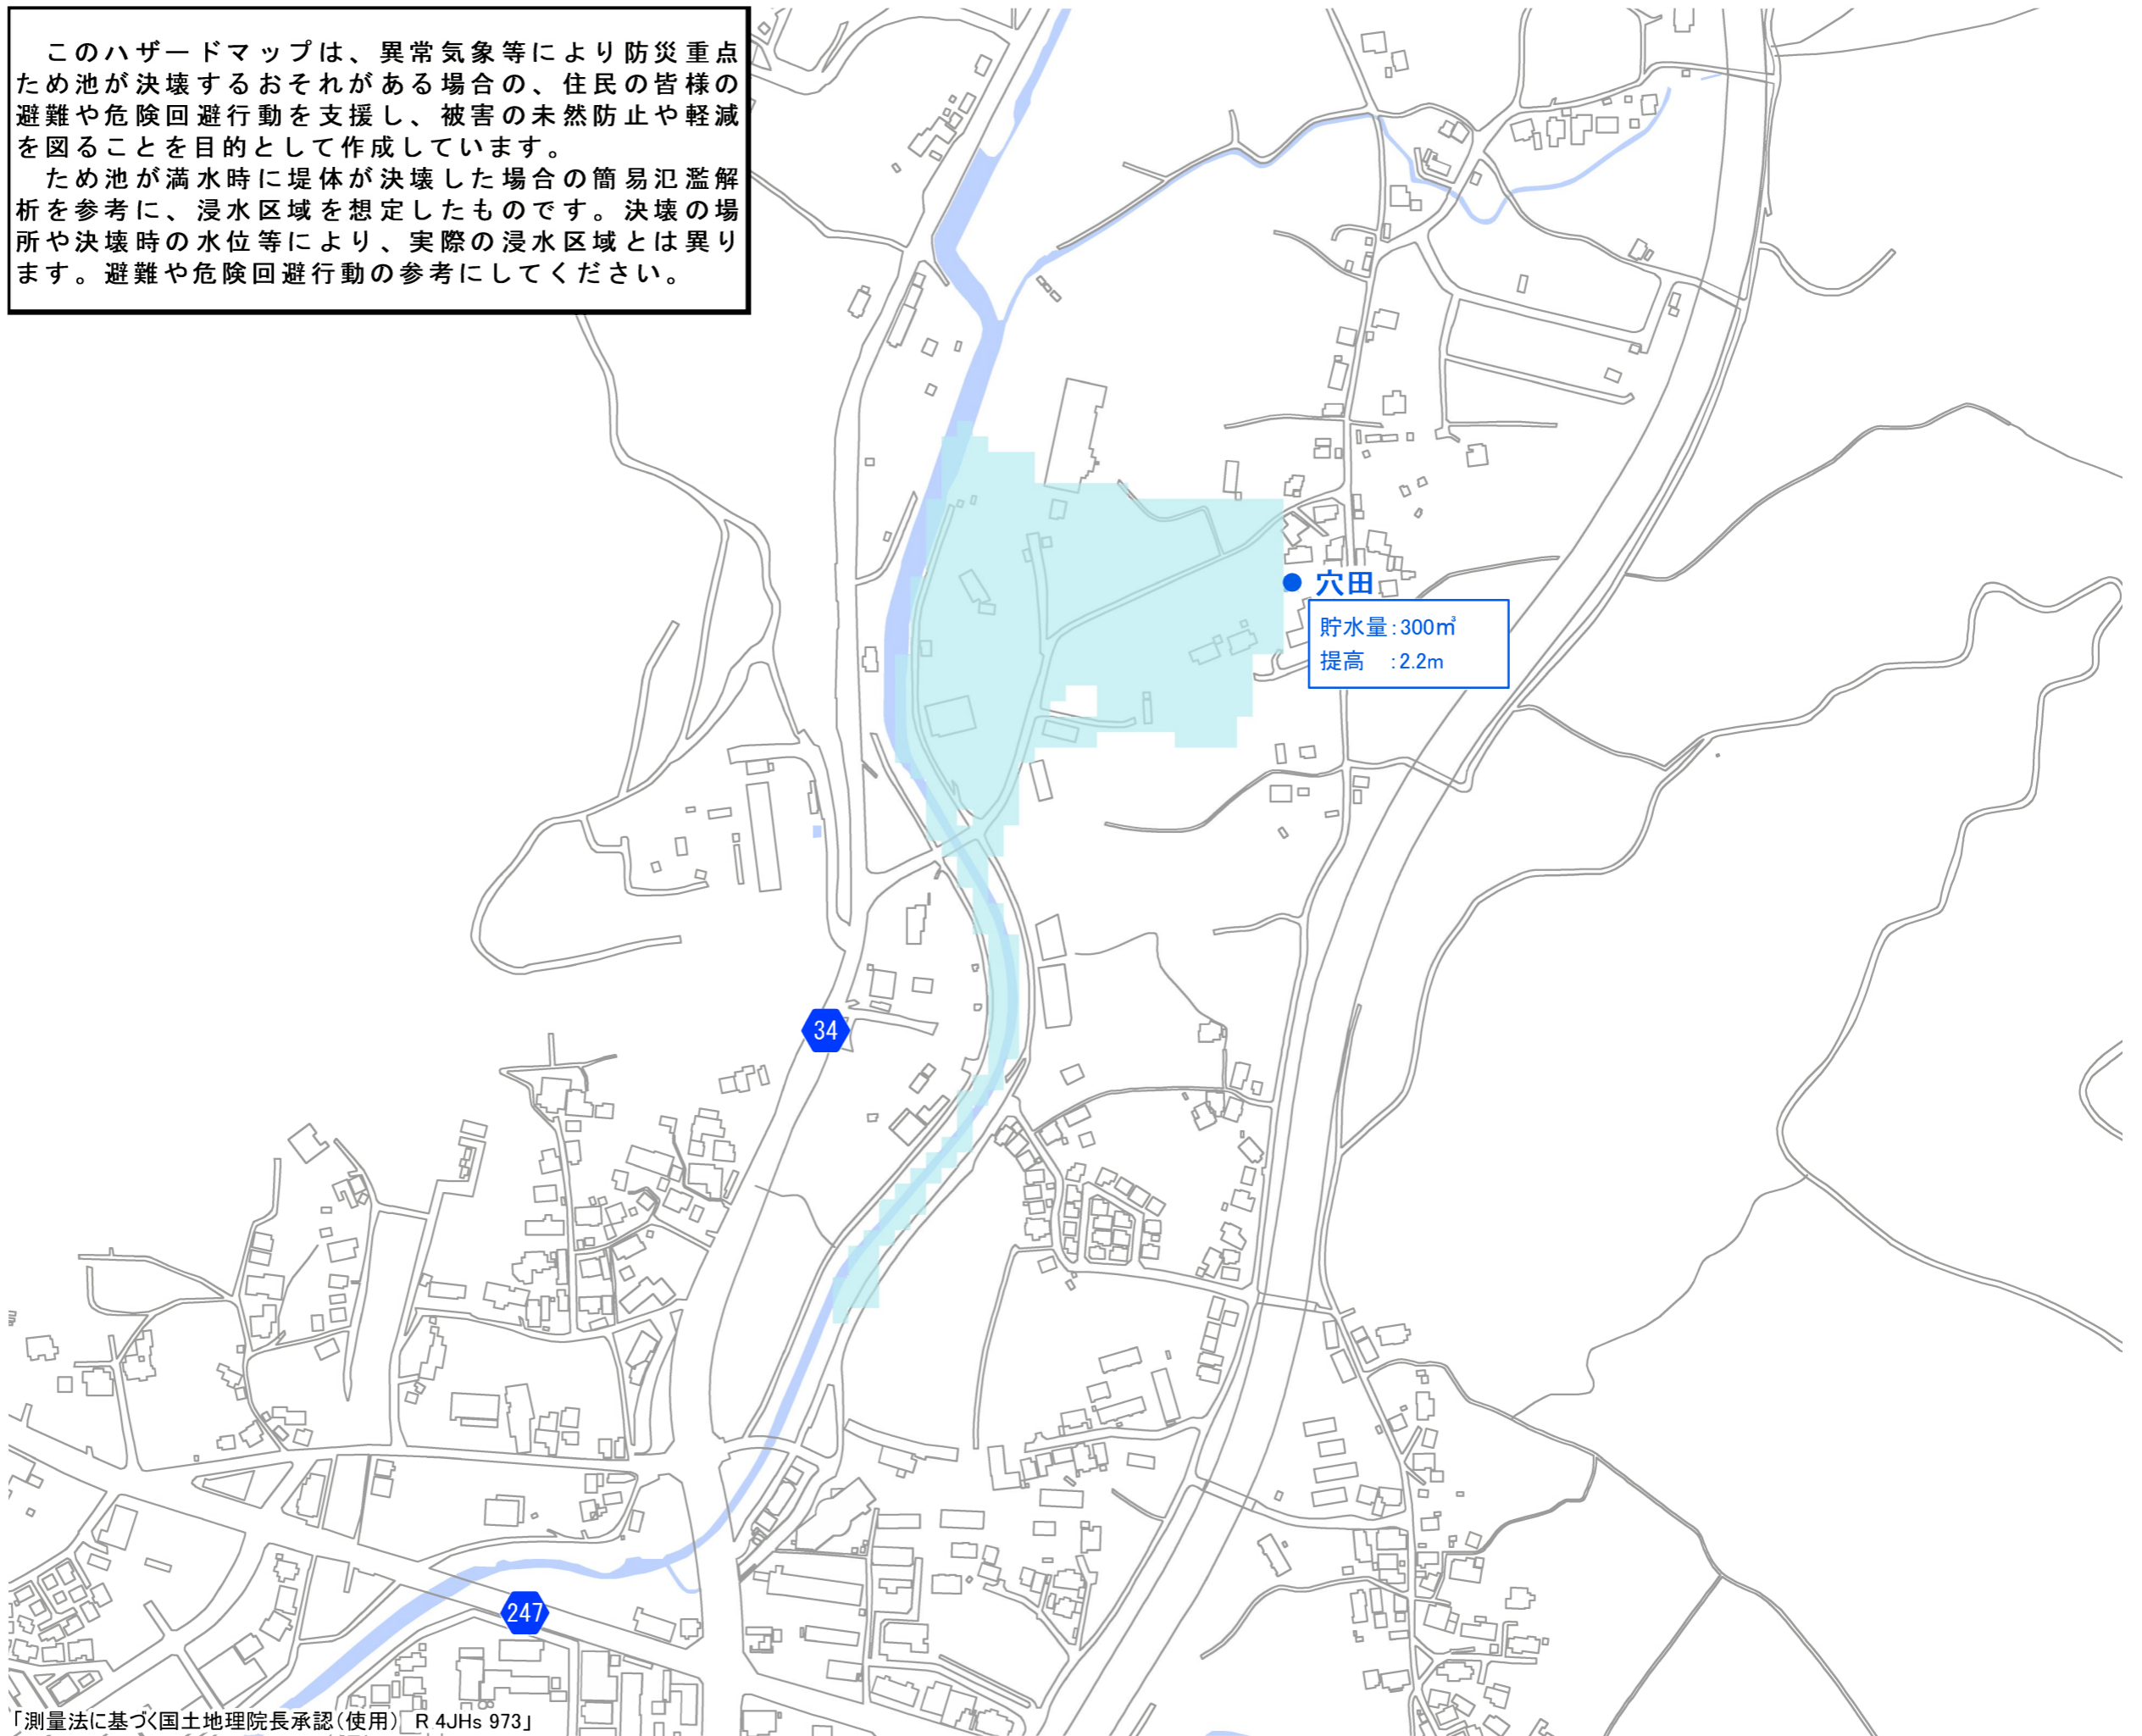 このハザードマップは、異常気象等により防災重点
ため池が決壊するおそれがある場合の、住民の皆様の
避難や危険回避行動を支援し、被害の未然防止や軽減
を図ることを目的として作成しています。
ため池が満水時に堤体が決壊した場合の簡易氾濫解
析を参考に、浸水区域を想定したものです。決壊の場
所や決壊時の水位等により、実際の浸水区域とは異り
ます。避難や危険回避行動の参考にしてください。
穴田
貯水量:300㎥
提高 :2.2m
34
247
「測量法に基づく国土地理院長承認(使用) R 4JHs 973」